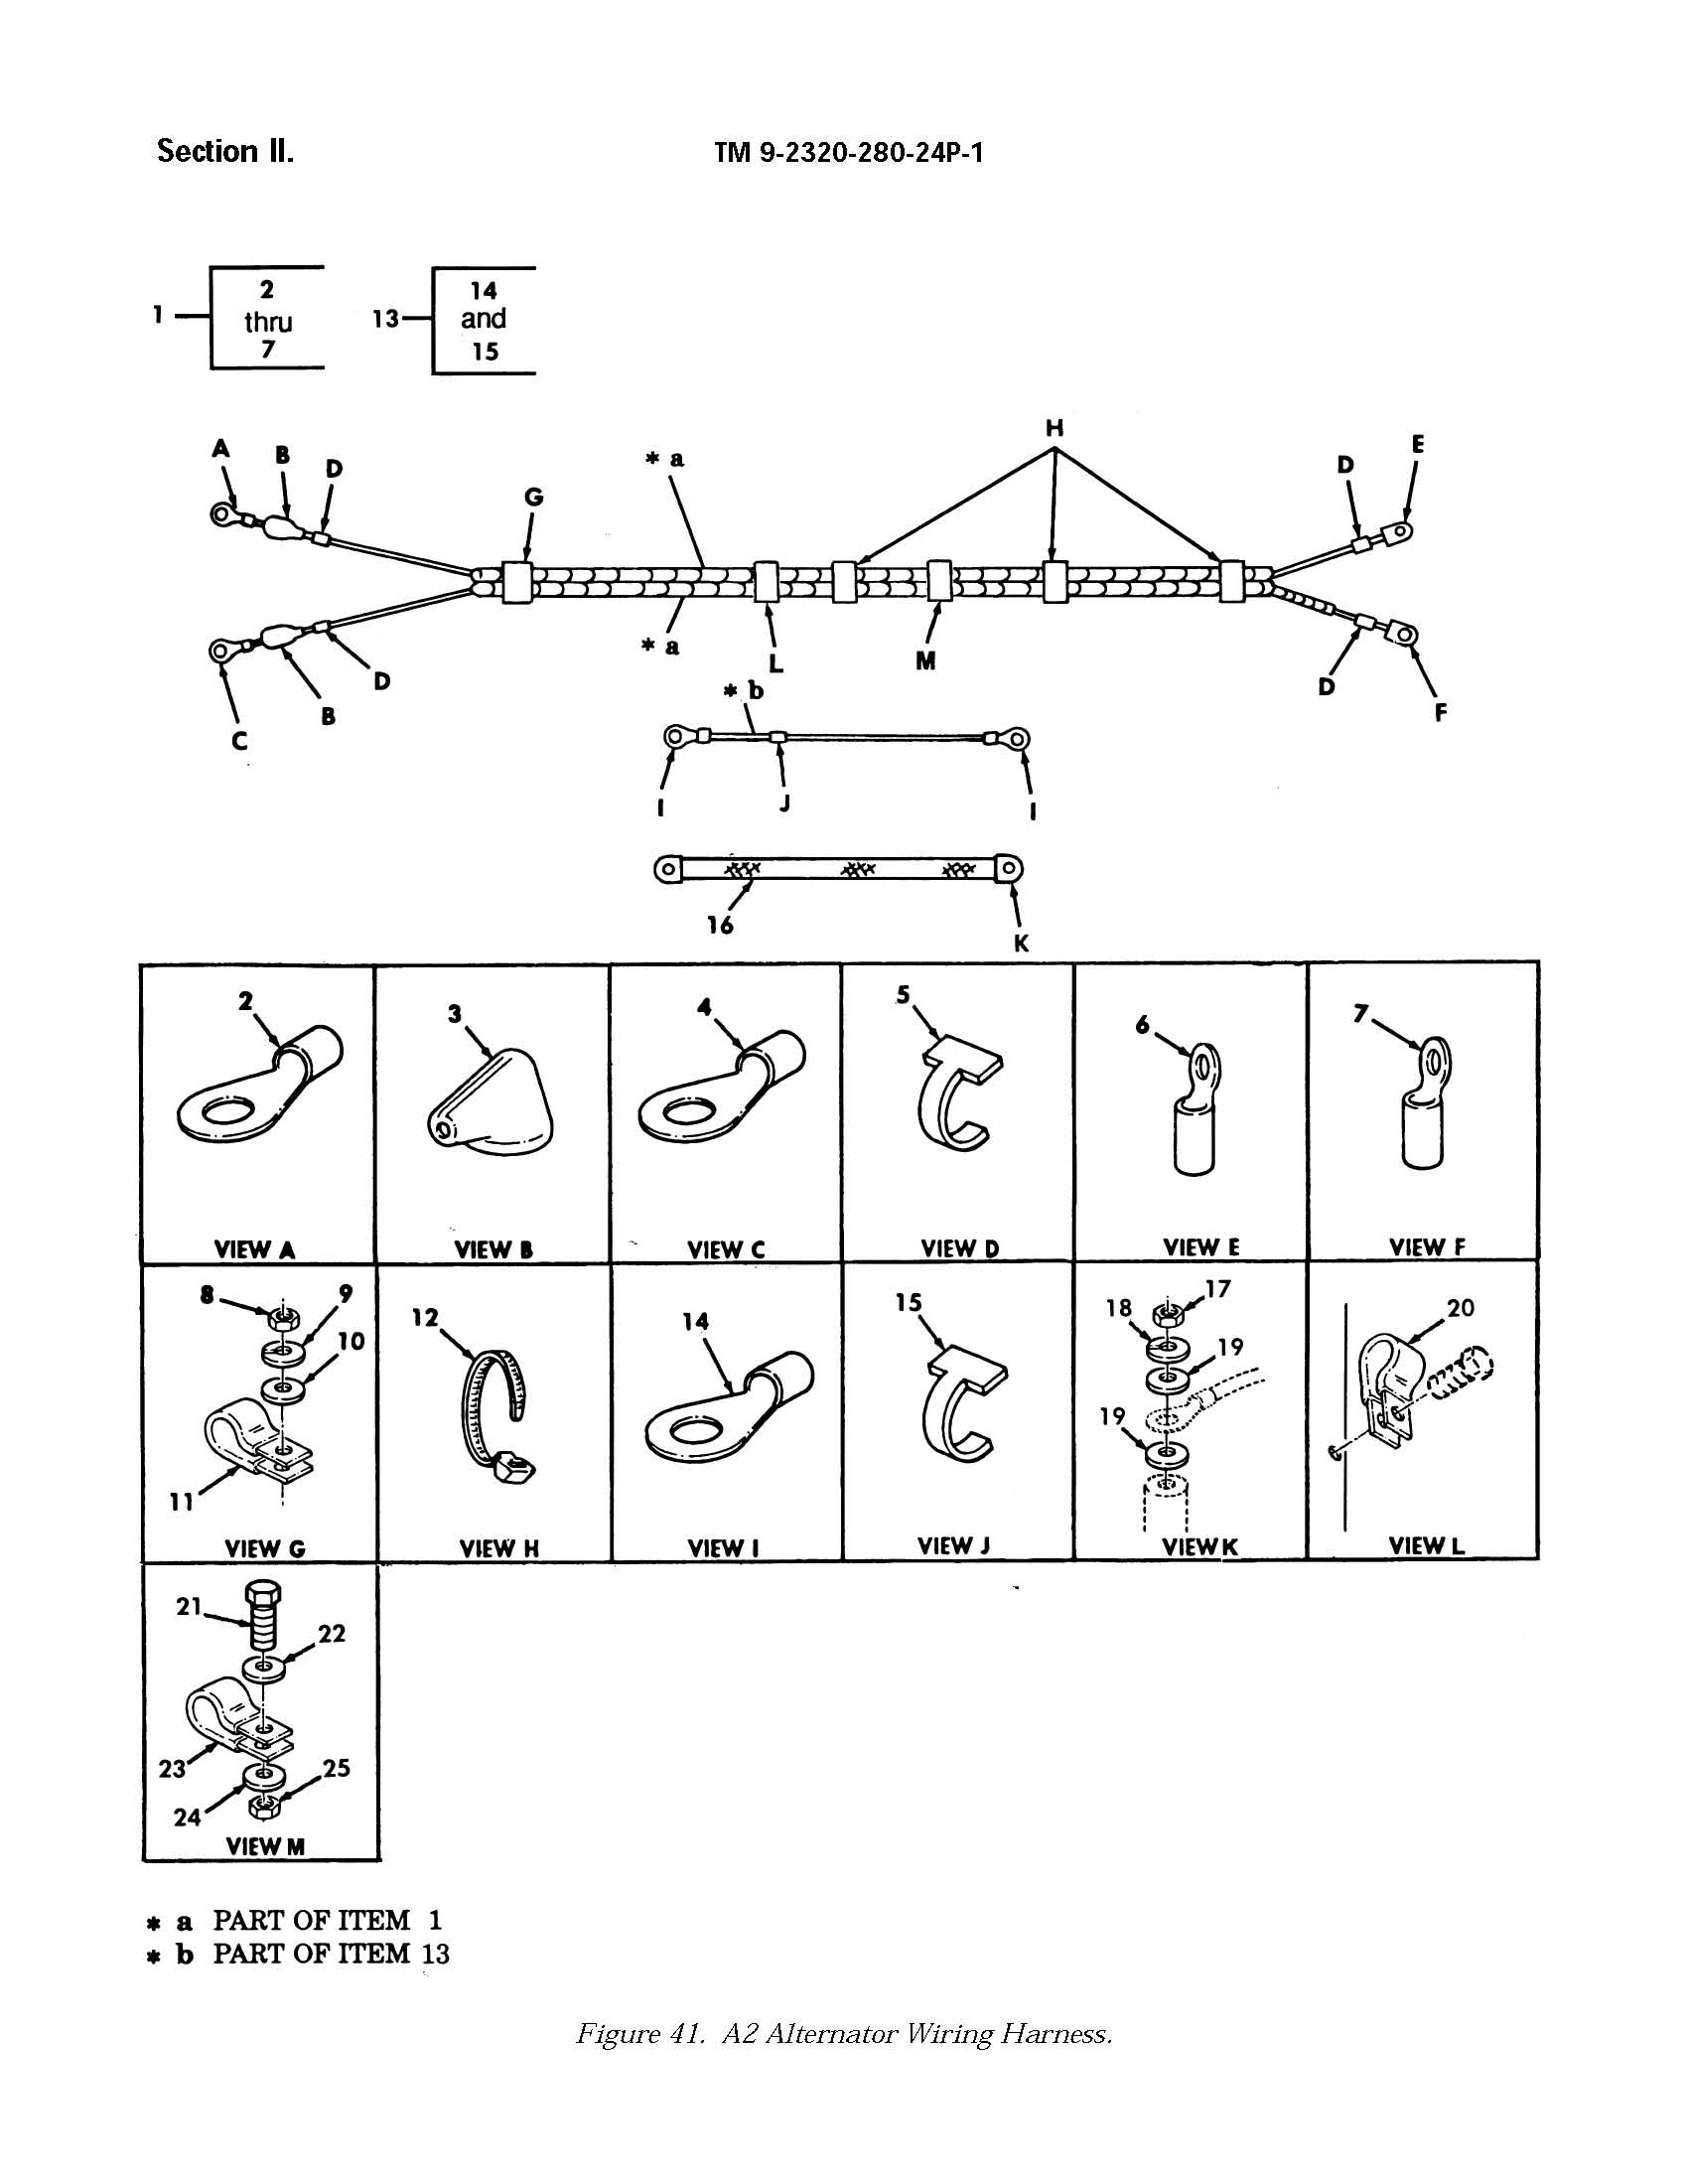 Section II. TM 9-2320-280-24P-1
1 2 thru 7
13 14 and 15
A B D G * a H D E
C B D * a L M D F
* b
I J I
16 K
2 3 4 5 6 7
VIEW A VIEW B VIEW C VIEW D VIEW E VIEW F
8 9 10 11 12 14 15 17 18 19 19 20
VIEW G VIEW H VIEW I VIEW J VIEW K VIEW L
21 22 23 24 25
VIEW M
* a PART OF ITEM 1
* b PART OF ITEM 13
Figure 41. A2 Alternator Wiring Harness.